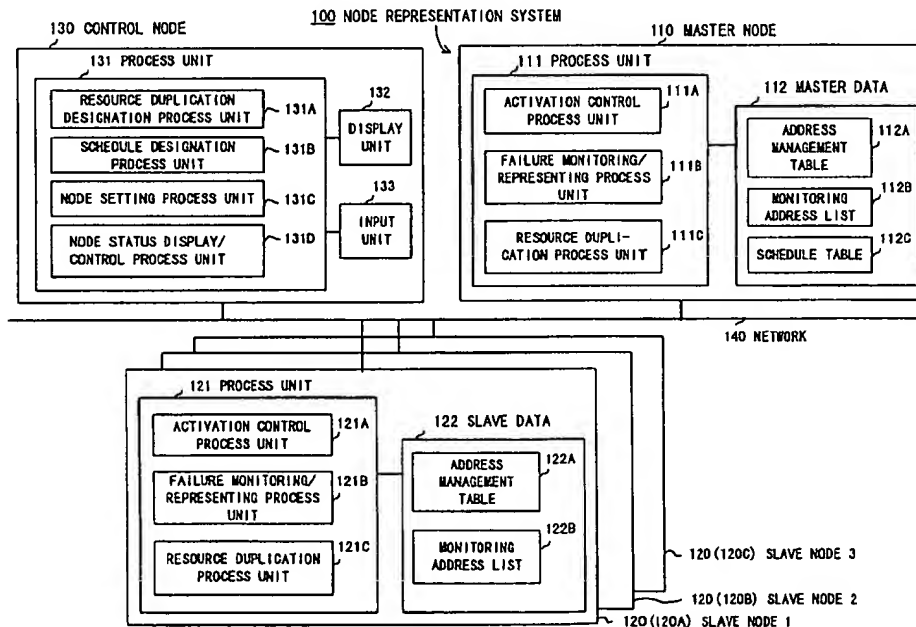 100 NODE REPRESENTATION SYSTEM
130 CONTROL NODE
131 PROCESS UNIT
RESOURCE DUPLICATION
DESIGNATION PROCESS UNIT
131A
SCHEDULE DESIGNATION
PROCESS UNIT
131B
NODE SETTING PROCESS UNIT
131C
NODE STATUS DISPLAY/
CONTROL PROCESS UNIT
131D
132
DISPLAY
UNIT
133
INPUT
UNIT
110 MASTER NODE
111 PROCESS UNIT
ACTIVATION CONTROL
PROCESS UNIT
111A
FAILURE MONITORING/
REPRESENTING PROCESS
UNIT
111B
RESOURCE DUPLI-
CATION PROCESS UNIT
111C
112 MASTER DATA
ADDRESS
MANAGEMENT
TABLE
112A
MONITORING
ADDRESS LIST
112B
SCHEDULE TABLE
112C
140 NETWORK
121 PROCESS UNIT
ACTIVATION CONTROL
PROCESS UNIT
121A
FAILURE MONITORING/
REPRESENTING PROCESS
UNIT
121B
RESOURCE DUPLICATION
PROCESS UNIT
121C
122 SLAVE DATA
ADDRESS
MANAGEMENT
TABLE
122A
MONITORING
ADDRESS LIST
122B
120(120C) SLAVE NODE 3
120(120B) SLAVE NODE 2
120(120A) SLAVE NODE 1